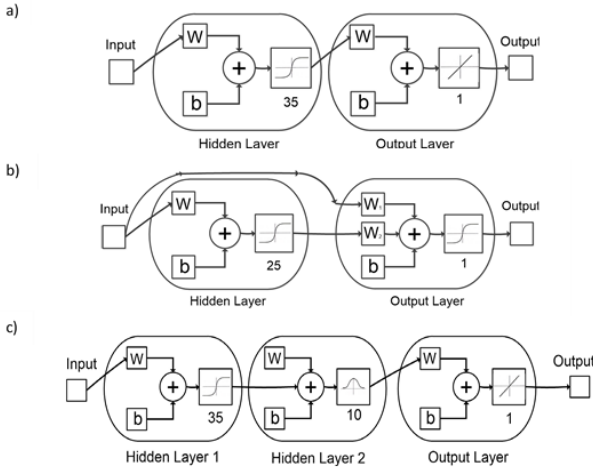 a)
Input
W
W
Output
+
+
b
35
b
1
Hidden Layer
Output Layer
b)
Input
W
W₁
Output
+
W₂
+
b
25
b
1
Hidden Layer
Output Layer
c)
Input
W
W
W
Output
+
+
+
b
35
b
10
b
1
Hidden Layer 1
Hidden Layer 2
Output Layer